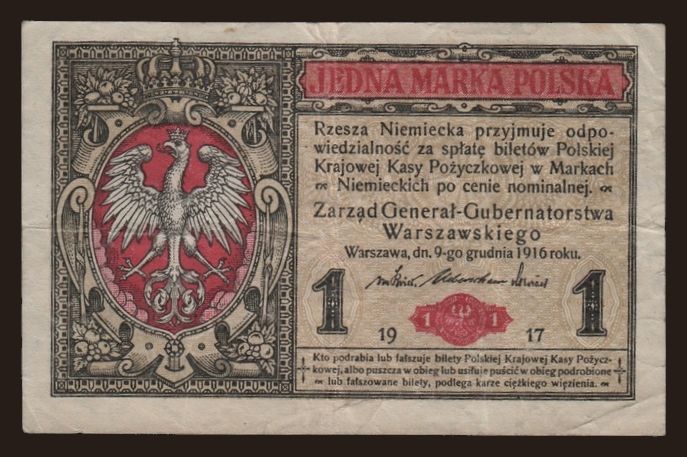 JEDNA MARKA POLSKA
Rzesza Niemiecka przyjmuje odpo-
wiedzialność za spłatę biletów Polskiej
Krajowej Kasy Pożyczkowej w Markach
Niemieckich po cenie nominalnej.
Zarząd Generał-Gubernatorstwa
Warszawskiego
Warszawa, dn. 9-go grudnia 1916 roku.
1 1 1 1
19 17
Kto podrabia lub fałszuje bilety Polskiej Krajowej Kasy Pożycz-
kowej, albo puszcza w obieg lub usiłuje puścić w obieg podrobione
lub fałszowane bilety, podlega karze ciężkiego więzienia.